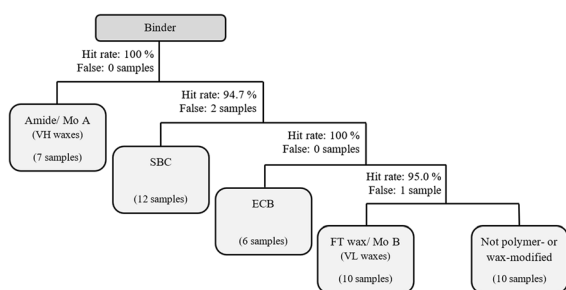 Binder
Hit rate: 100 %
False: 0 samples
Hit rate: 94.7 %
False: 2 samples
Amide/ Mo A
(VH waxes)
(7 samples)
Hit rate: 100 %
False: 0 samples
SBC
(12 samples)
Hit rate: 95.0 %
False: 1 sample
ECB
(6 samples)
FT wax/ Mo B
(VL waxes)
(10 samples)
Not polymer- or
wax-modified
(10 samples)